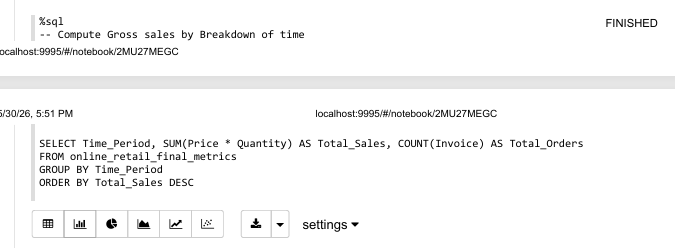 %sql
FINISHED
-- Compute Gross sales by Breakdown of time
ocalhost:9995/#/notebook/2MU27MEGC
5/30/26, 5:51 PM
localhost:9995/#/notebook/2MU27MEGC
SELECT Time_Period, SUM(Price * Quantity) AS Total_Sales, COUNT(Invoice) AS Total_Orders
FROM online_retail_final_metrics
GROUP BY Time_Period
ORDER BY Total_Sales DESC
settings